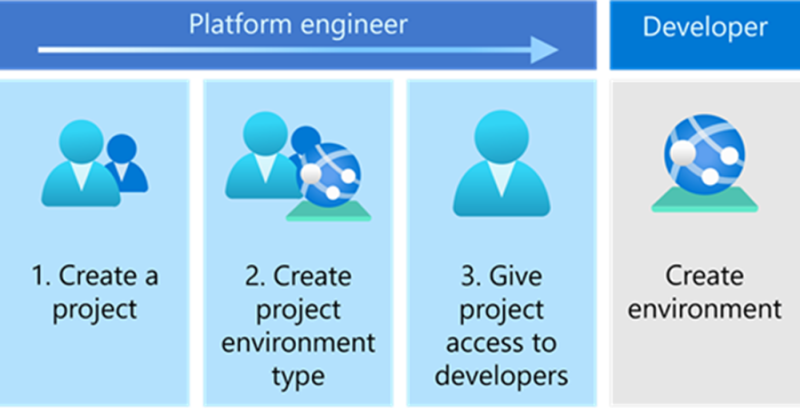 Platform engineer
Developer
1. Create a
project
2. Create
project
environment
type
3. Give
project
access to
developers
Create
environment